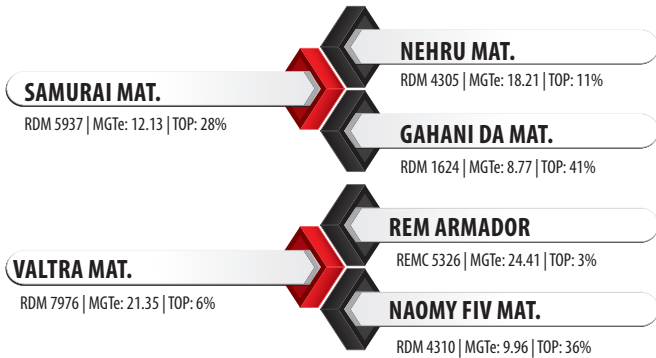 NEHRU MAT.
RDM 4305 | MGTe: 18.21 | TOP: 11%
SAMURAI MAT.
RDM 5937 | MGTe: 12.13 | TOP: 28%
GAHANI DA MAT.
RDM 1624 | MGTe: 8.77 | TOP: 41%
REM ARMADOR
REMC 5326 | MGTe: 24.41 | TOP: 3%
VALTRA MAT.
RDM 7976 | MGTe: 21.35 | TOP: 6%
NAOMY FIV MAT.
RDM 4310 | MGTe: 9.96 | TOP: 36%